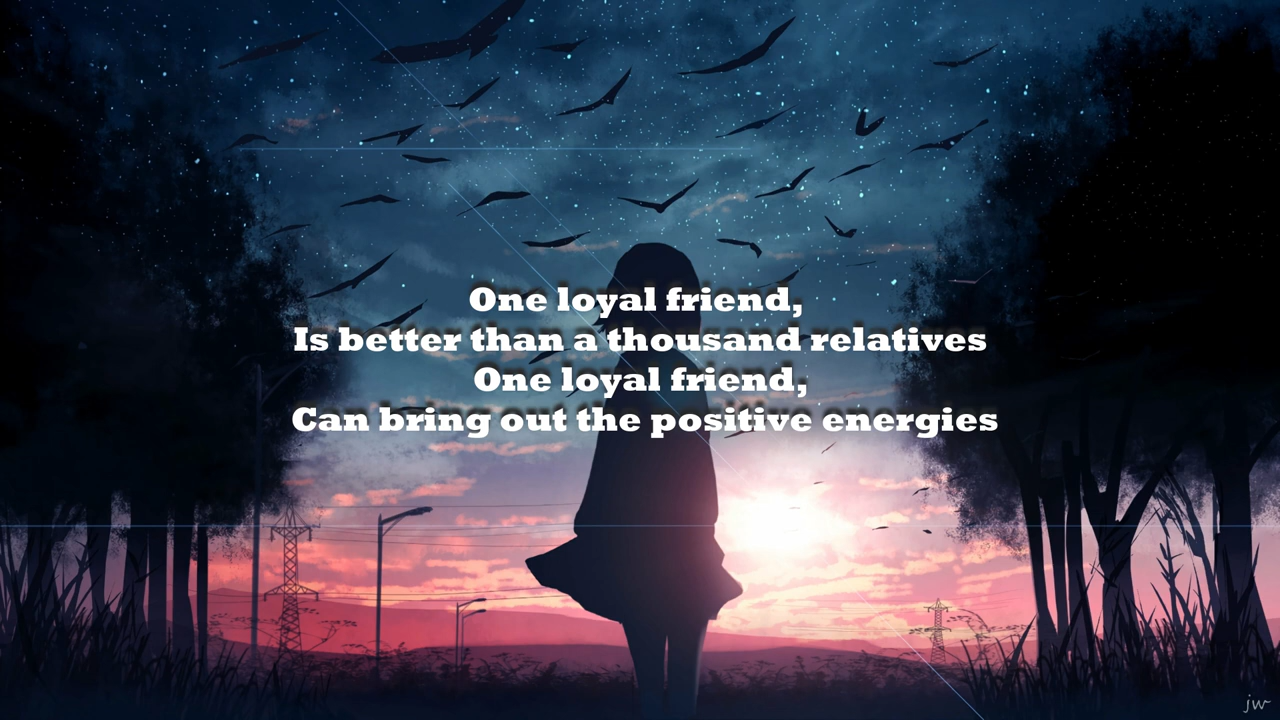 One loyal friend,
Is better than a thousand relatives
One loyal friend,
Can bring out the positive energies
jw